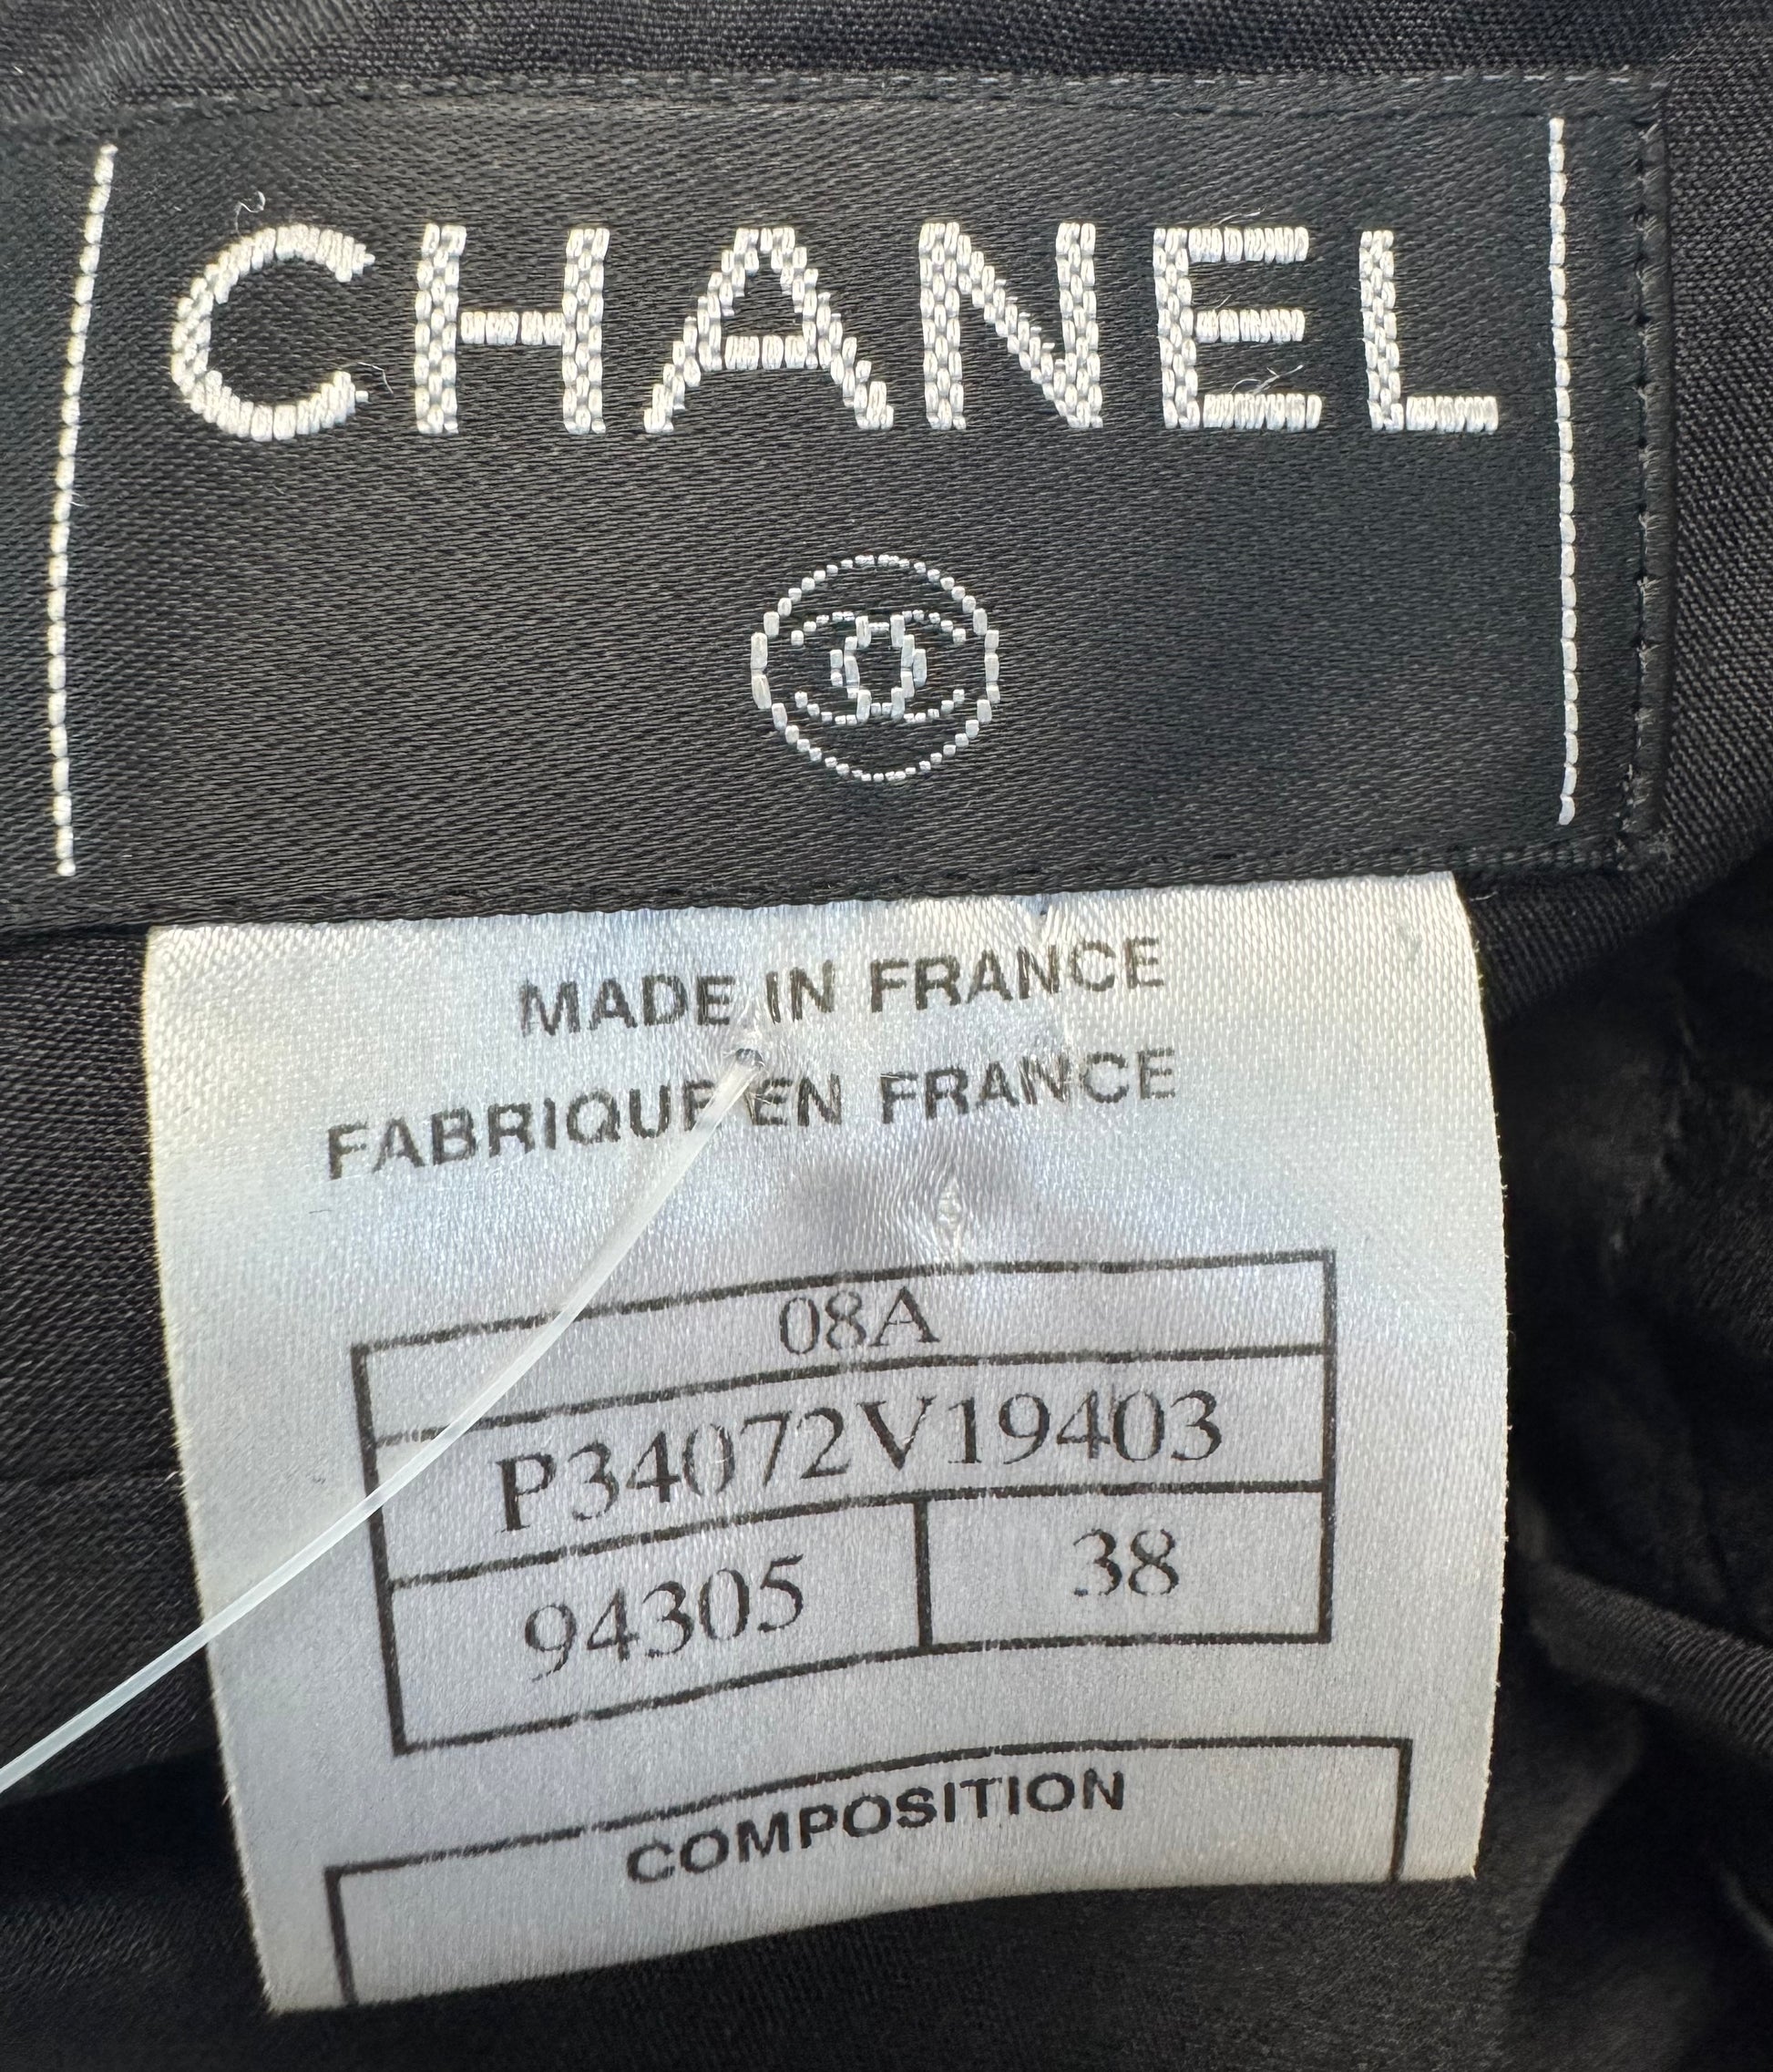 CHANEL
MADE IN FRANCE
FABRIQUE EN FRANCE
08A
P34072V19403
94305 38
COMPOSITION